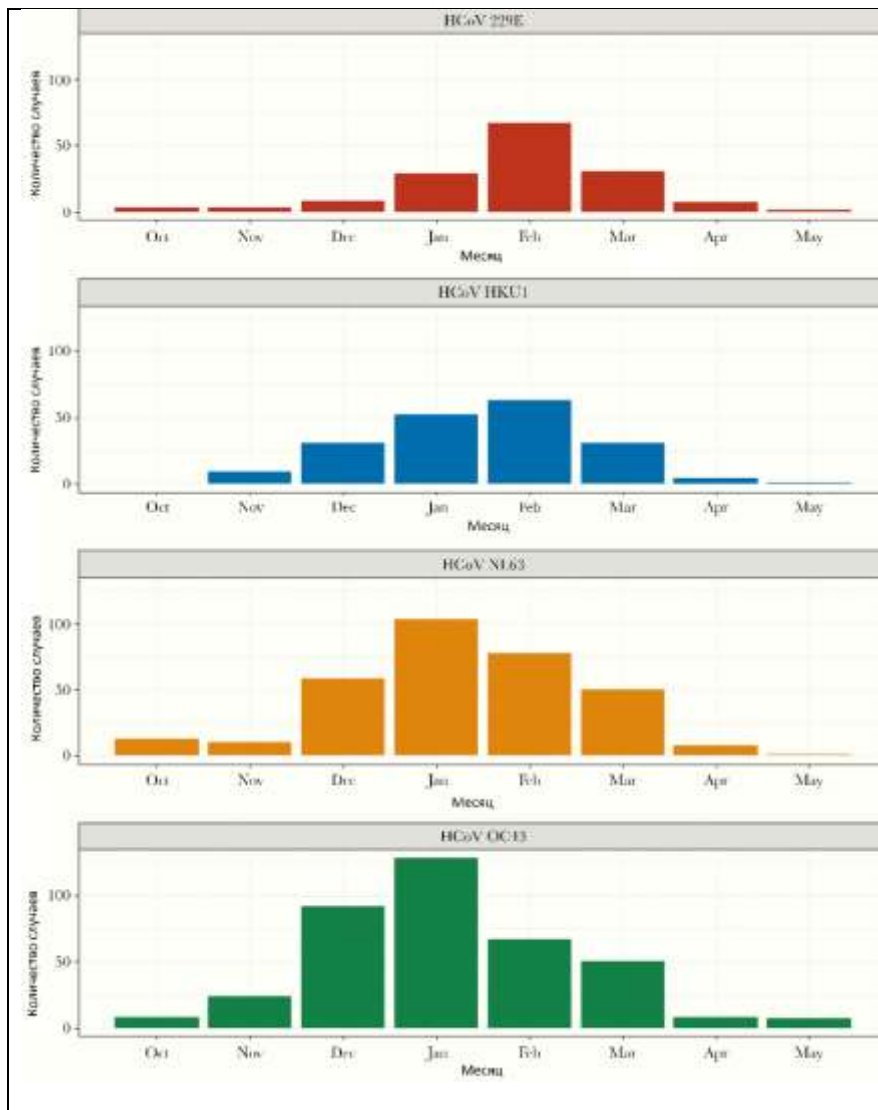 HCoV 229E
Количество случаев
100
50
0
Oct Nov Dec Jan Feb Mar Apr May
Месяц
HCoV HKU1
Количество случаев
100
50
0
Oct Nov Dec Jan Feb Mar Apr May
Месяц
HCoV NL63
Количество случаев
100
50
0
Oct Nov Dec Jan Feb Mar Apr May
Месяц
HCoV OC43
Количество случаев
100
50
0
Oct Nov Dec Jan Feb Mar Apr May
Месяц